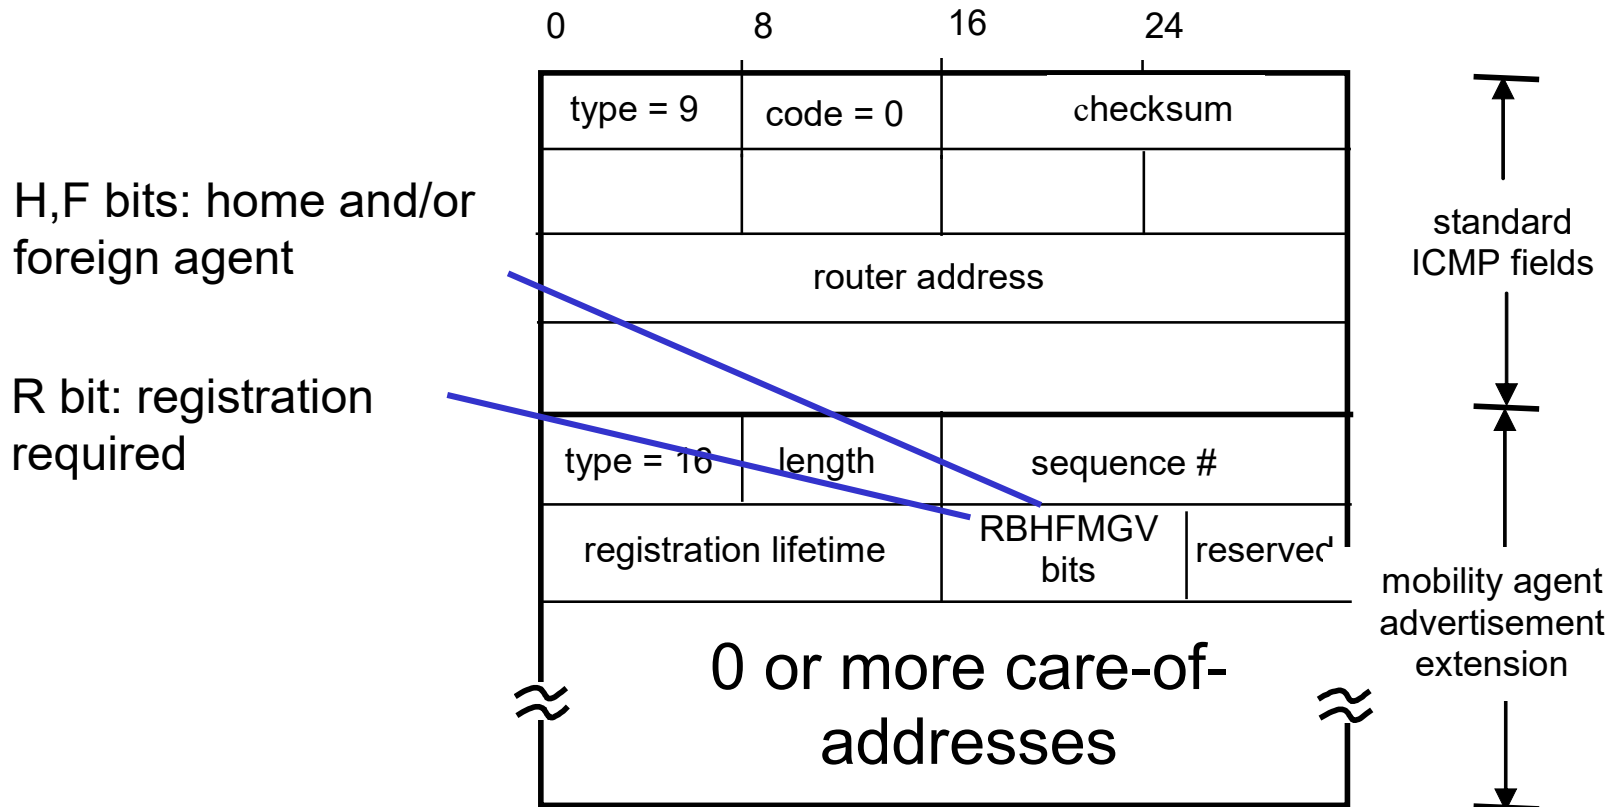 0 8 16 24
type = 9 code = 0 checksum
H,F bits: home and/or
foreign agent
standard
ICMP fields
router address
R bit: registration
required
type = 16 length sequence #
RBHFMGV
bits
registration lifetime reserved
mobility agent
advertisement
extension
0 or more care-of-
addresses